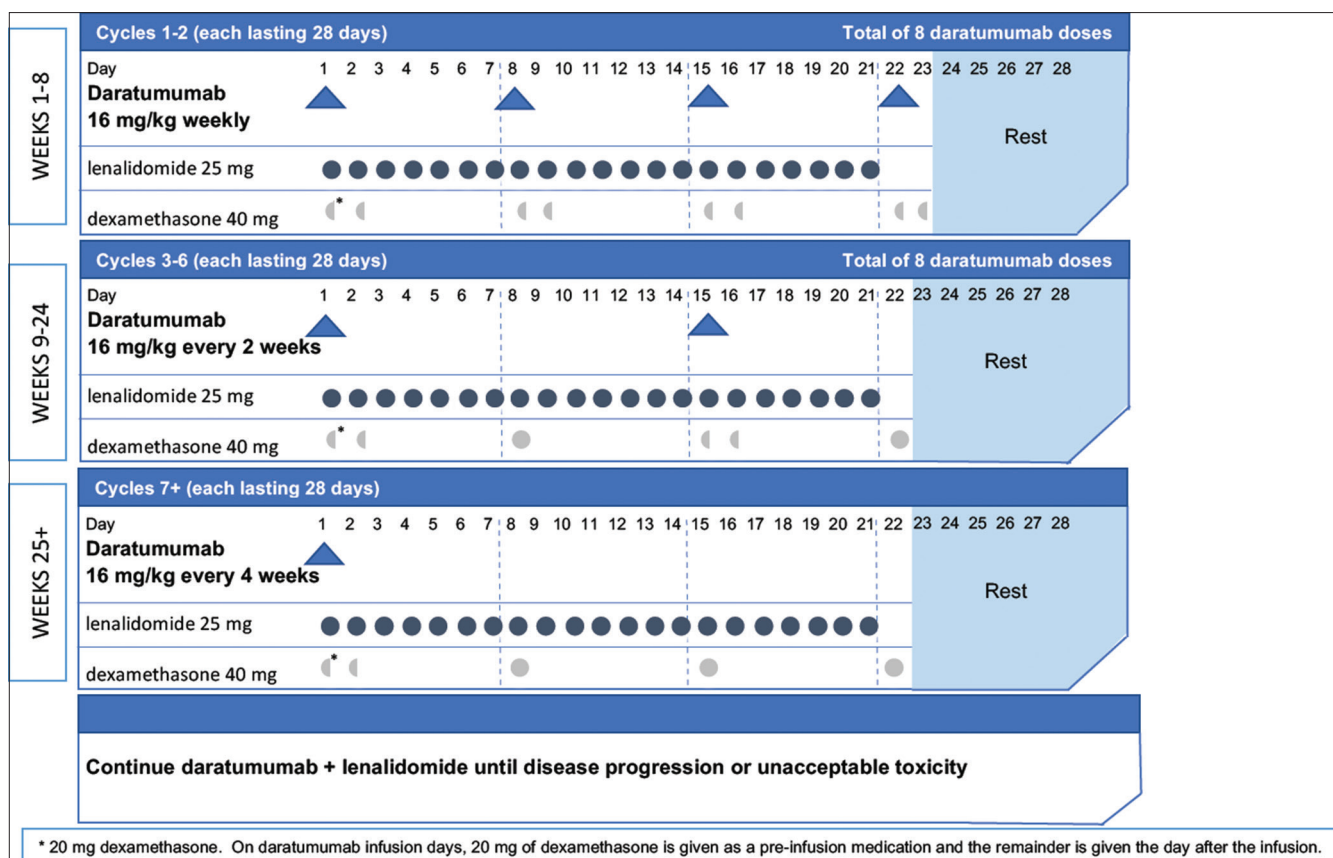 WEEKS 1-8
Cycles 1-2 (each lasting 28 days) Total of 8 daratumumab doses
Day 1 2 3 4 5 6 7 8 9 10 11 12 13 14 15 16 17 18 19 20 21 22 23 24 25 26 27 28
Daratumumab
16 mg/kg weekly
Rest
lenalidomide 25 mg
dexamethasone 40 mg *
WEEKS 9-24
Cycles 3-6 (each lasting 28 days) Total of 8 daratumumab doses
Day 1 2 3 4 5 6 7 8 9 10 11 12 13 14 15 16 17 18 19 20 21 22 23 24 25 26 27 28
Daratumumab
16 mg/kg every 2 weeks
Rest
lenalidomide 25 mg
dexamethasone 40 mg *
WEEKS 25+
Cycles 7+ (each lasting 28 days)
Day 1 2 3 4 5 6 7 8 9 10 11 12 13 14 15 16 17 18 19 20 21 22 23 24 25 26 27 28
Daratumumab
16 mg/kg every 4 weeks
Rest
lenalidomide 25 mg
dexamethasone 40 mg *
Continue daratumumab + lenalidomide until disease progression or unacceptable toxicity
* 20 mg dexamethasone. On daratumumab infusion days, 20 mg of dexamethasone is given as a pre-infusion medication and the remainder is given the day after the infusion.